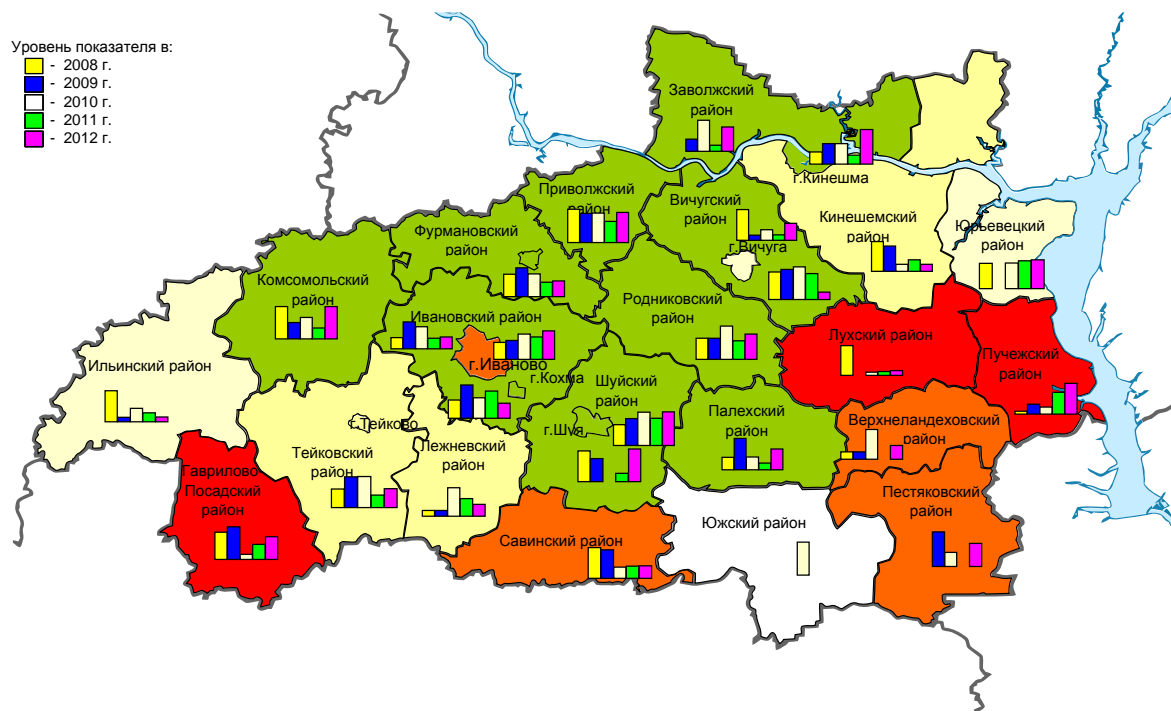 Уровень показателя в:
- 2008 г.
- 2009 г.
- 2010 г.
- 2011 г.
- 2012 г.
Заволжский
район
г.Кинешма
Приволжский
район
Вичугский
район
Кинешемский
район
Юрьевецкий
район
Фурмановский
район
г.Вичуга
Комсомольский
район
Родниковский
район
Ивановский район
Лухский район
Пучежский
район
Ильинский район
г.Иваново
г.Кохма
Шуйский
район
Палехский
район
Верхнеландеховский
район
г.Тейково
г.Шуя
Лежневский
район
Тейковский
район
Гаврилово-
Посадский
район
Пестяковский
район
Южский район
Савинский район